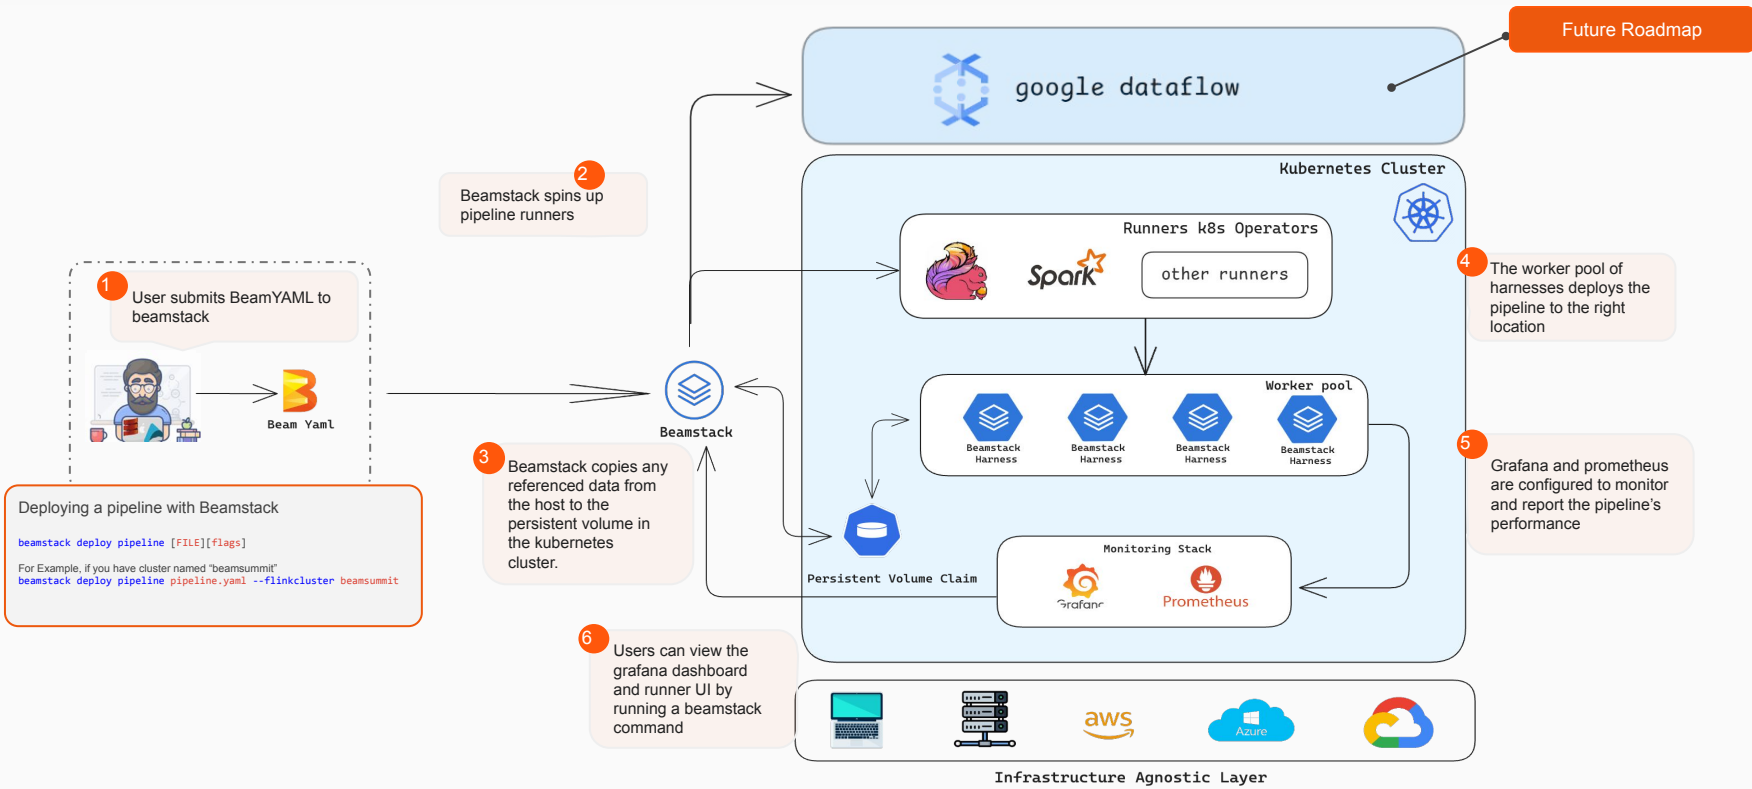 Future Roadmap
google dataflow
Kubernetes Cluster
2
Beamstack spins up
pipeline runners
Runners k8s Operators
Spark
other runners
1
User submits BeamYAML to
beamstack
Beam Yaml
4
The worker pool of
harnesses deploys the
pipeline to the right
location
Beamstack
Worker pool
Beamstack
Harness
Beamstack
Harness
Beamstack
Harness
Beamstack
Harness
3
Beamstack copies any
referenced data from
the host to the
persistent volume in
the kubernetes
cluster.
5
Grafana and prometheus
are configured to monitor
and report the pipeline's
performance
Deploying a pipeline with Beamstack
beamstack deploy pipeline [FILE][flags]
For Example, if you have cluster named “beamsummit”
beamstack deploy pipeline pipeline.yaml --flinkcluster beamsummit
Persistent Volume Claim
Monitoring Stack
Grafana
Prometheus
6
Users can view the
grafana dashboard
and runner UI by
running a beamstack
command
aws
Azure
Infrastructure Agnostic Layer